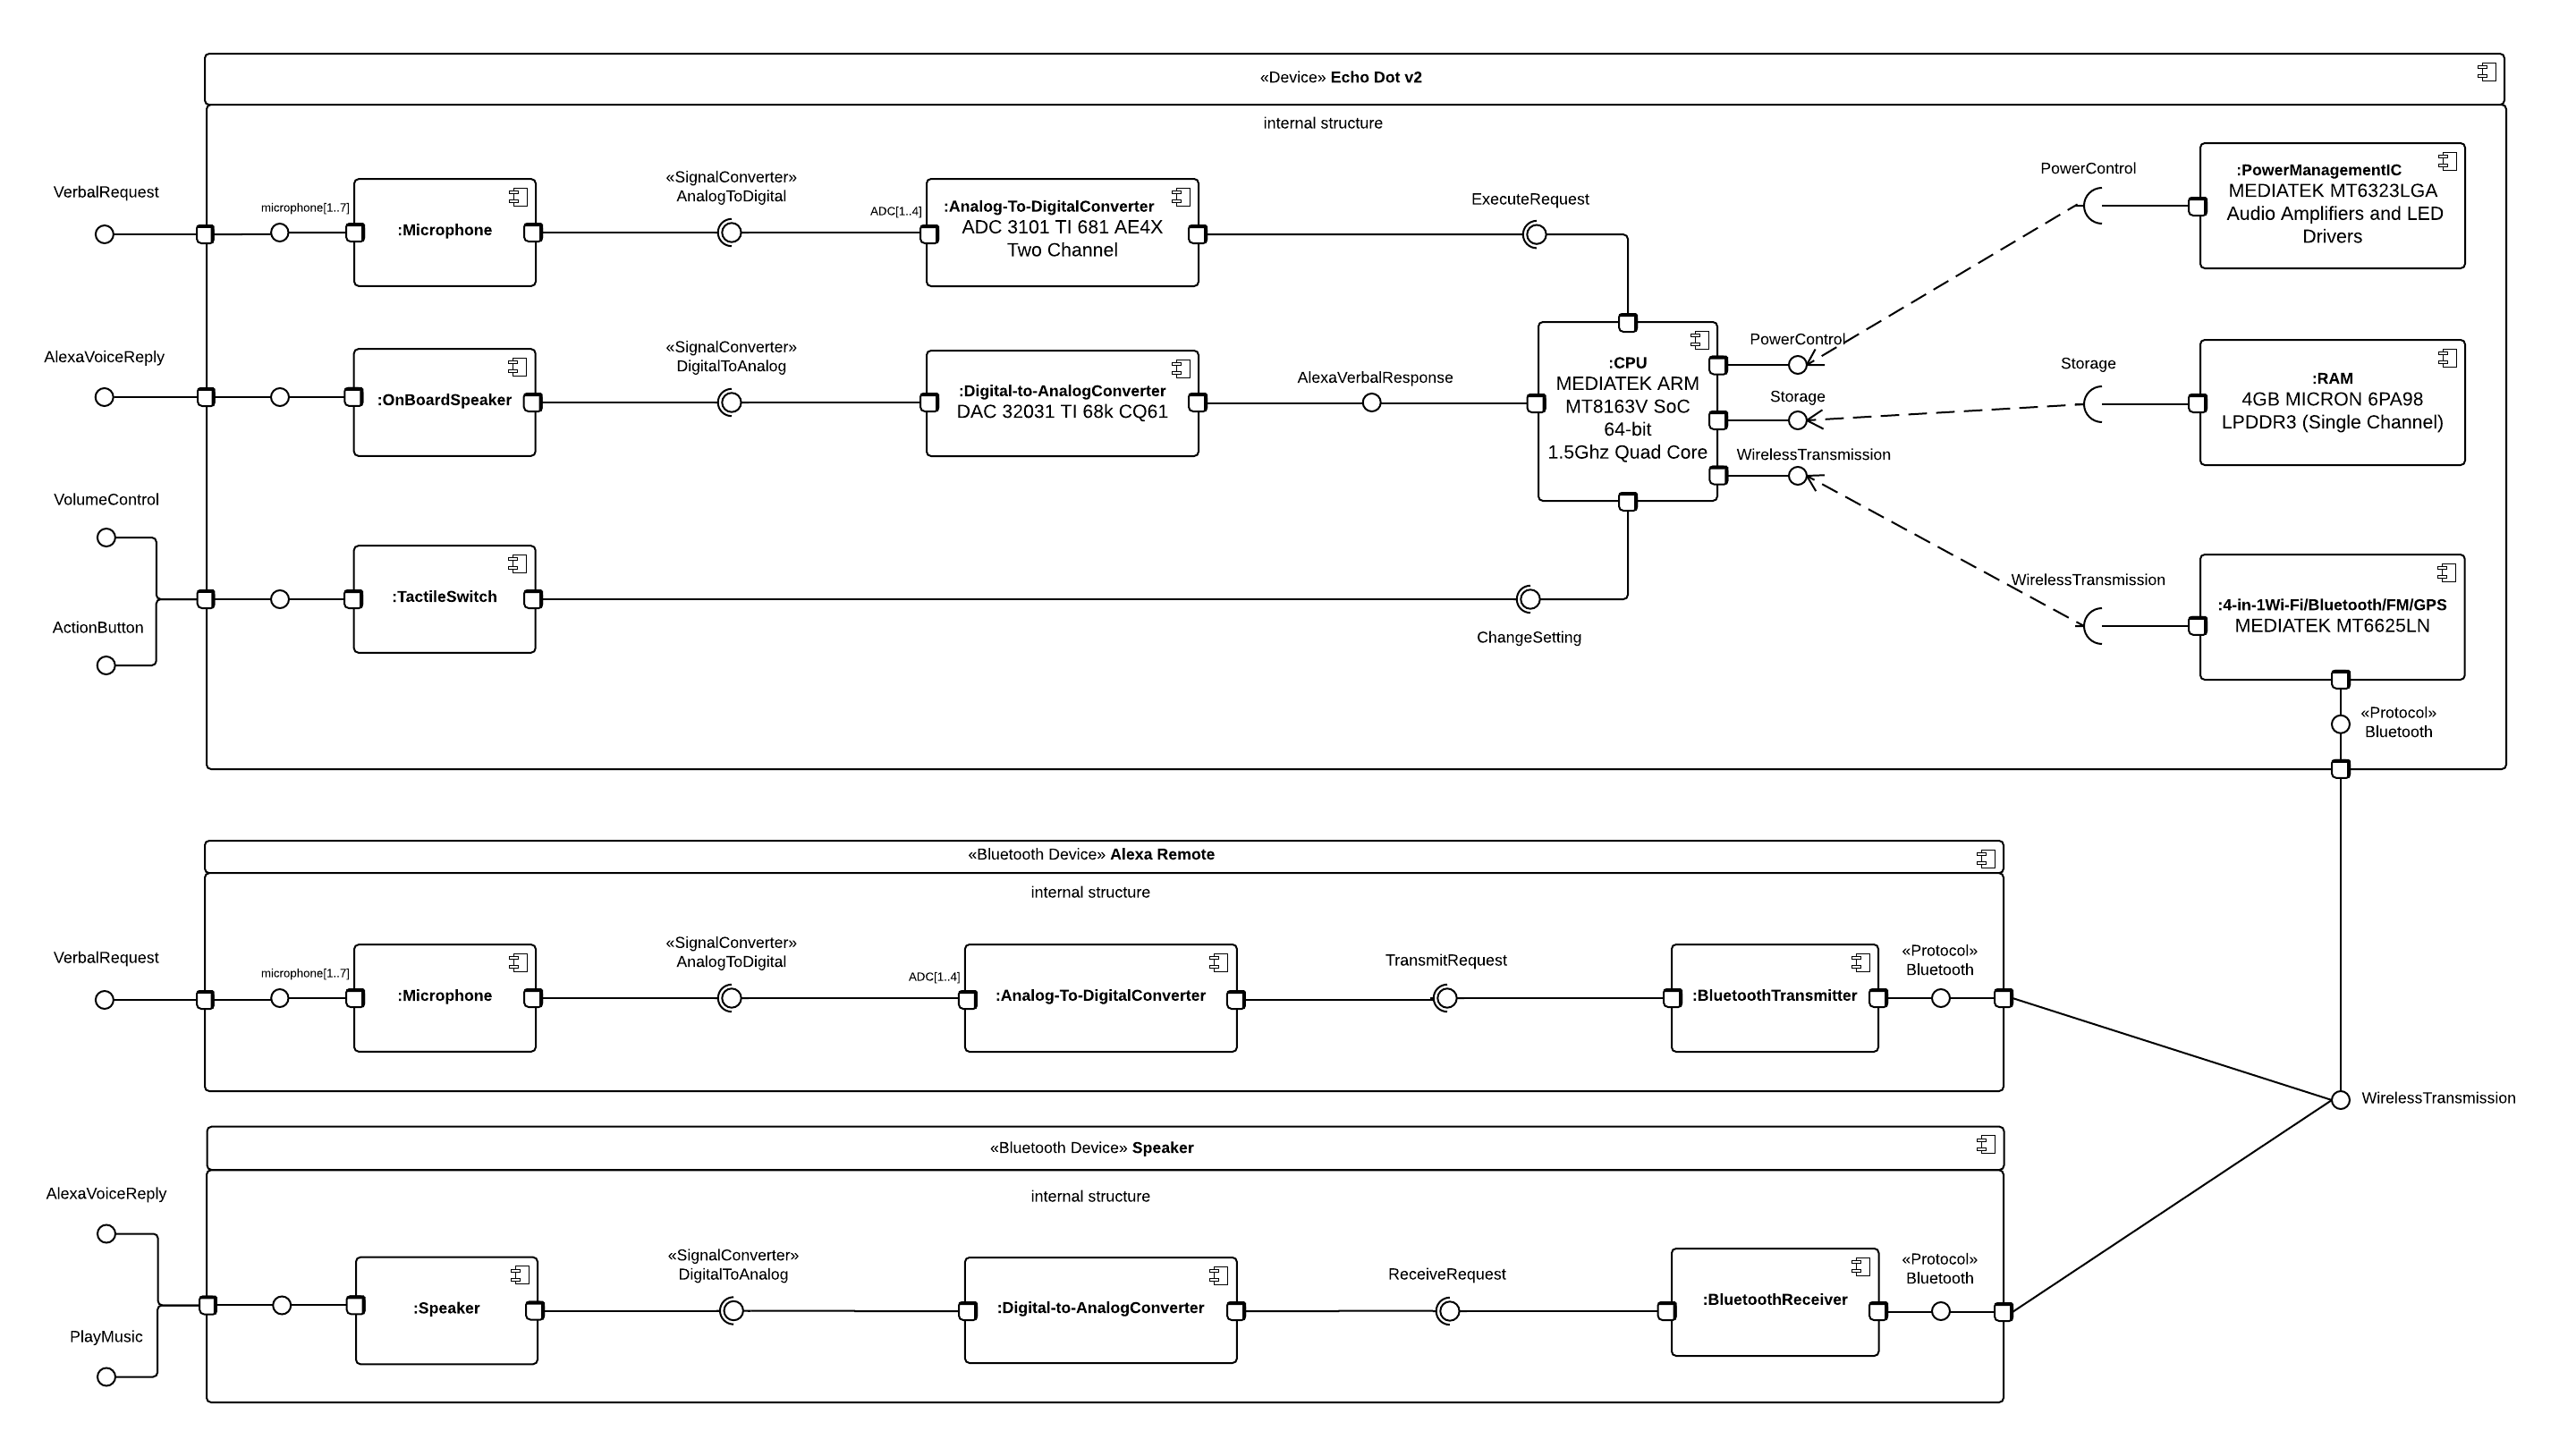 «Device» Echo Dot v2
internal structure
VerbalRequest
microphone[1..7]
:Microphone
«SignalConverter»
AnalogToDigital
ADC[1..4]
:Analog-To-DigitalConverter
ADC 3101 TI 681 AE4X
Two Channel
ExecuteRequest
PowerControl
:PowerManagementIC
MEDIATEK MT6323LGA
Audio Amplifiers and LED
Drivers
AlexaVoiceReply
:OnBoardSpeaker
«SignalConverter»
DigitalToAnalog
:Digital-to-AnalogConverter
DAC 32031 TI 68k CQ61
AlexaVerbalResponse
:CPU
MEDIATEK ARM
MT8163V SoC
64-bit
1.5Ghz Quad Core
PowerControl
Storage
WirelessTransmission
Storage
:RAM
4GB MICRON 6PA98
LPDDR3 (Single Channel)
VolumeControl
ActionButton
:TactileSwitch
ChangeSetting
WirelessTransmission
:4-in-1Wi-Fi/Bluetooth/FM/GPS
MEDIATEK MT6625LN
«Protocol»
Bluetooth
«Bluetooth Device» Alexa Remote
internal structure
VerbalRequest
microphone[1..7]
:Microphone
«SignalConverter»
AnalogToDigital
ADC[1..4]
:Analog-To-DigitalConverter
TransmitRequest
:BluetoothTransmitter
«Protocol»
Bluetooth
WirelessTransmission
«Bluetooth Device» Speaker
internal structure
AlexaVoiceReply
PlayMusic
:Speaker
«SignalConverter»
DigitalToAnalog
:Digital-to-AnalogConverter
ReceiveRequest
:BluetoothReceiver
«Protocol»
Bluetooth